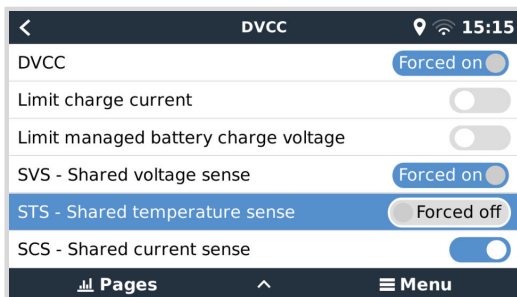 DVCC 15:15
DVCC Forced on
Limit charge current
Limit managed battery charge voltage
SVS - Shared voltage sense Forced on
STS - Shared temperature sense Forced off
SCS - Shared current sense
Pages Menu